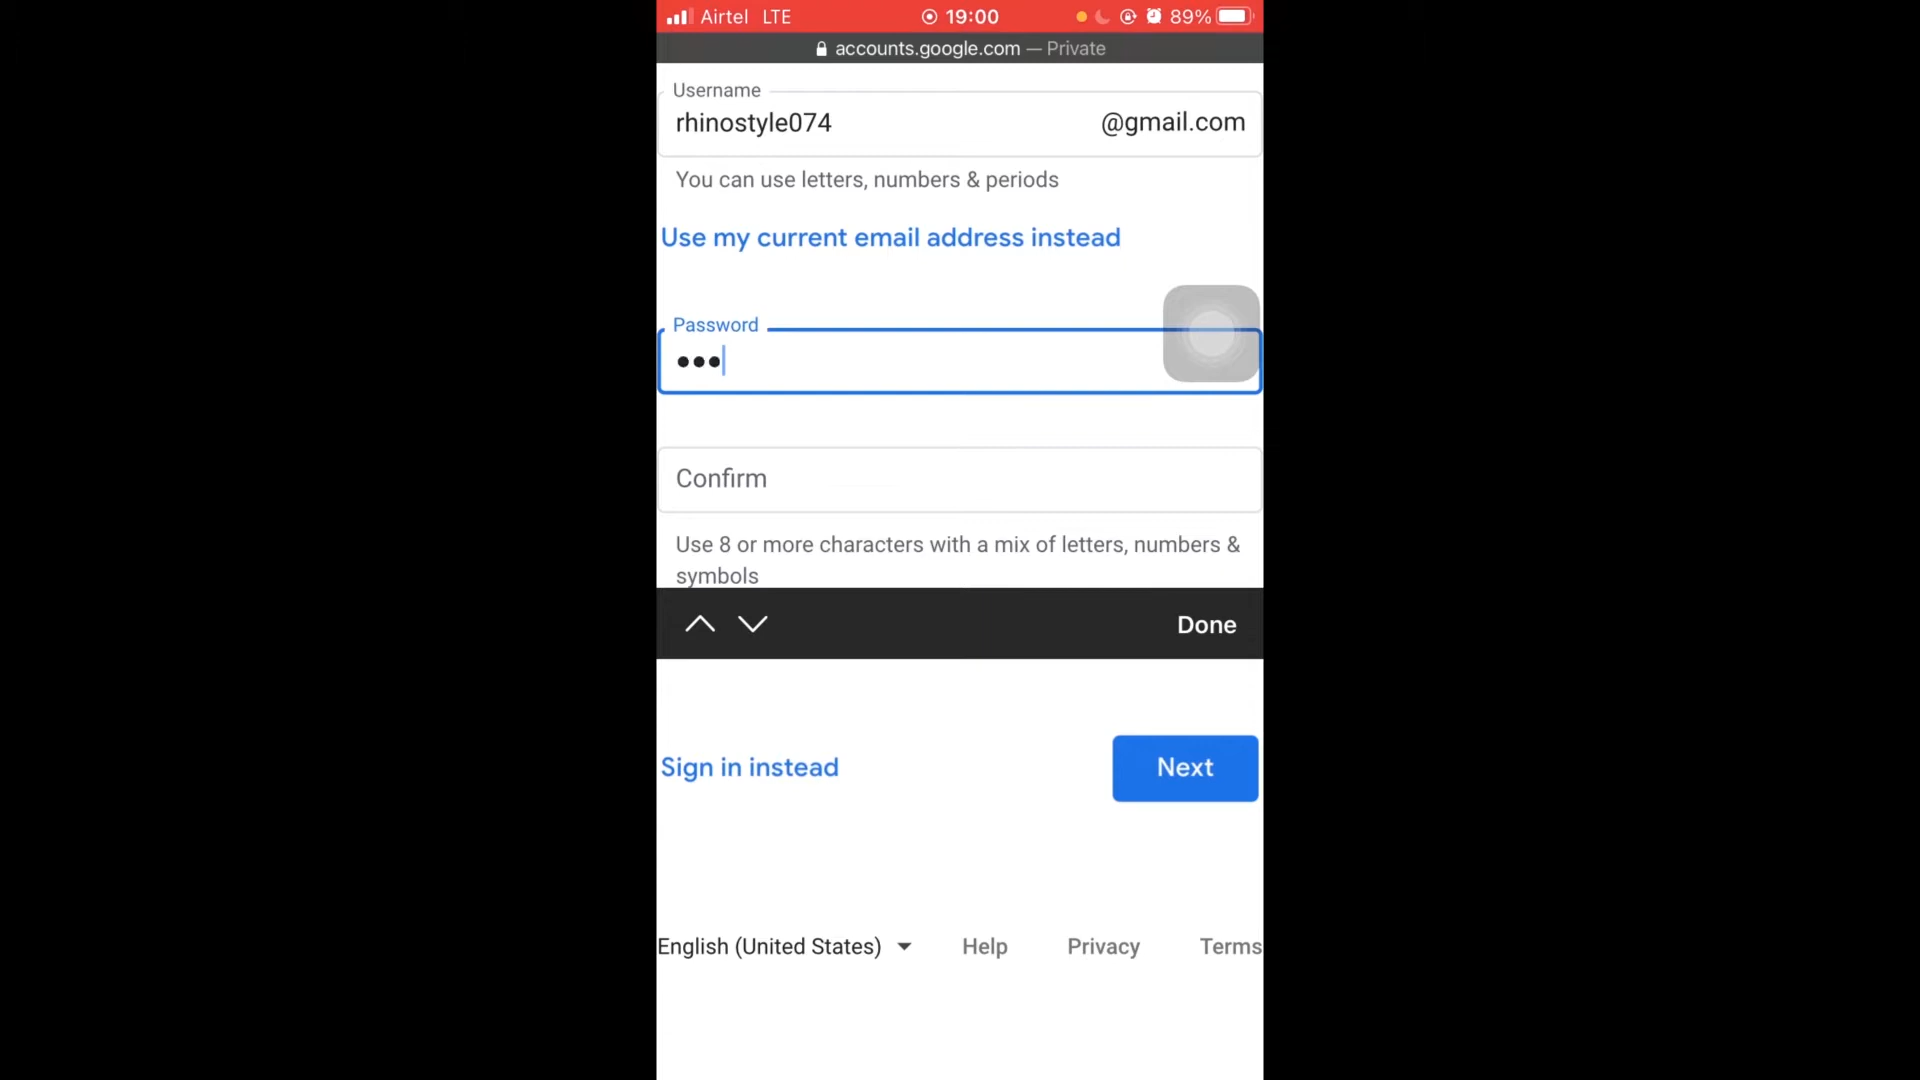 Airtel LTE 19:00 89%
accounts.google.com — Private
Username
rhinostyle074 @gmail.com
You can use letters, numbers & periods
Use my current email address instead
Password
•••
Confirm
Use 8 or more characters with a mix of letters, numbers &
symbols
Done
Sign in instead Next
English (United States) Help Privacy Terms